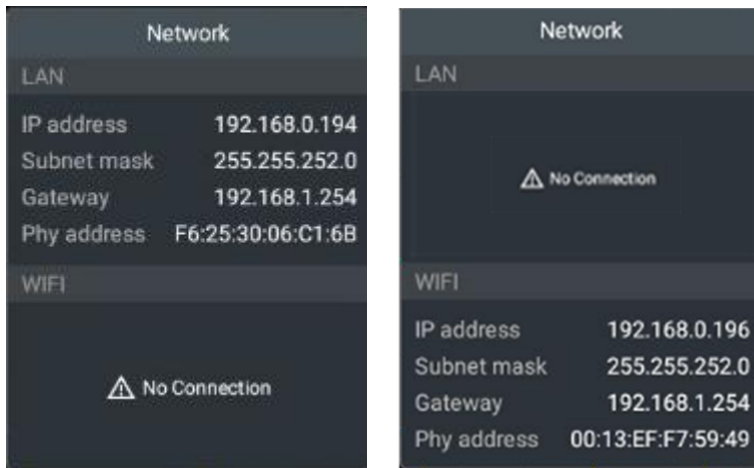 Network
LAN
IP address 192.168.0.194
Subnet mask 255.255.252.0
Gateway 192.168.1.254
Phy address F6:25:30:06:C1:6B
WIFI
No Connection
Network
LAN
No Connection
WIFI
IP address 192.168.0.196
Subnet mask 255.255.252.0
Gateway 192.168.1.254
Phy address 00:13:EF:F7:59:49